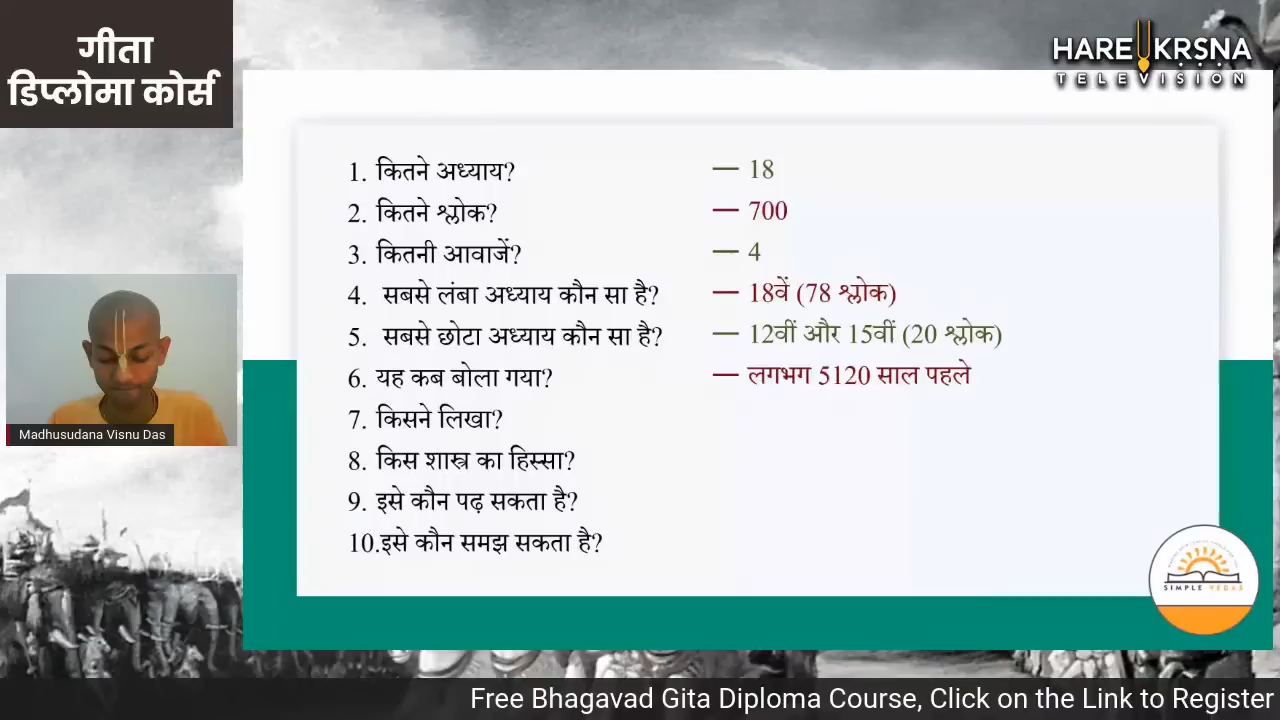 गीता
डिप्लोमा कोर्स
HARE KRṢṆA
TELEVISION
1. कितने अध्याय? — 18
2. कितने श्लोक? — 700
3. कितनी आवाजें? — 4
4. सबसे लंबा अध्याय कौन सा है? — 18वें (78 श्लोक)
5. सबसे छोटा अध्याय कौन सा है? — 12वीं और 15वीं (20 श्लोक)
6. यह कब बोला गया? — लगभग 5120 साल पहले
7. किसने लिखा?
8. किस शास्त्र का हिस्सा?
9. इसे कौन पढ़ सकता है?
10.इसे कौन समझ सकता है?
Madhusudana Visnu Das
SIMPLE VEDAS
Free Bhagavad Gita Diploma Course, Click on the Link to Register